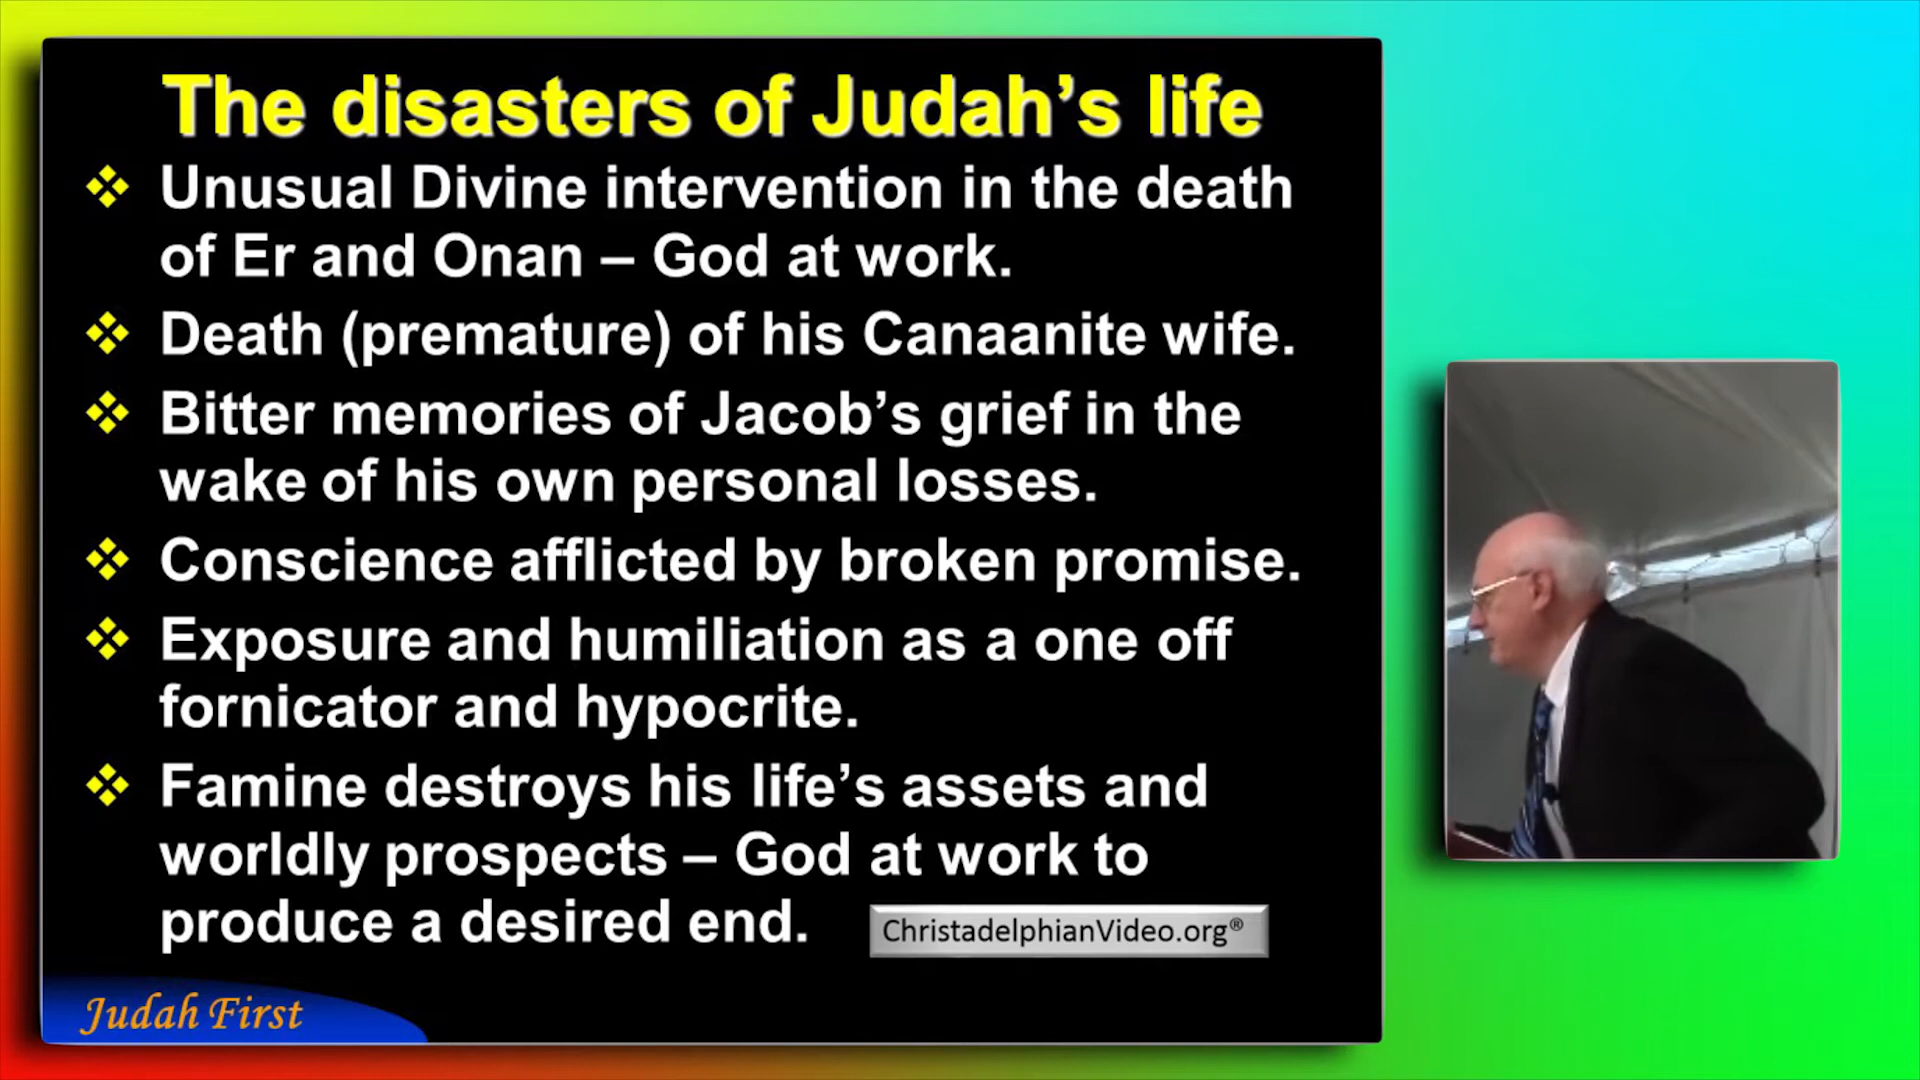 The disasters of Judah’s life
❖ Unusual Divine intervention in the death
of Er and Onan – God at work.
❖ Death (premature) of his Canaanite wife.
❖ Bitter memories of Jacob’s grief in the
wake of his own personal losses.
❖ Conscience afflicted by broken promise.
❖ Exposure and humiliation as a one off
fornicator and hypocrite.
❖ Famine destroys his life’s assets and
worldly prospects – God at work to
produce a desired end.
ChristadelphianVideo.org®
Judah First